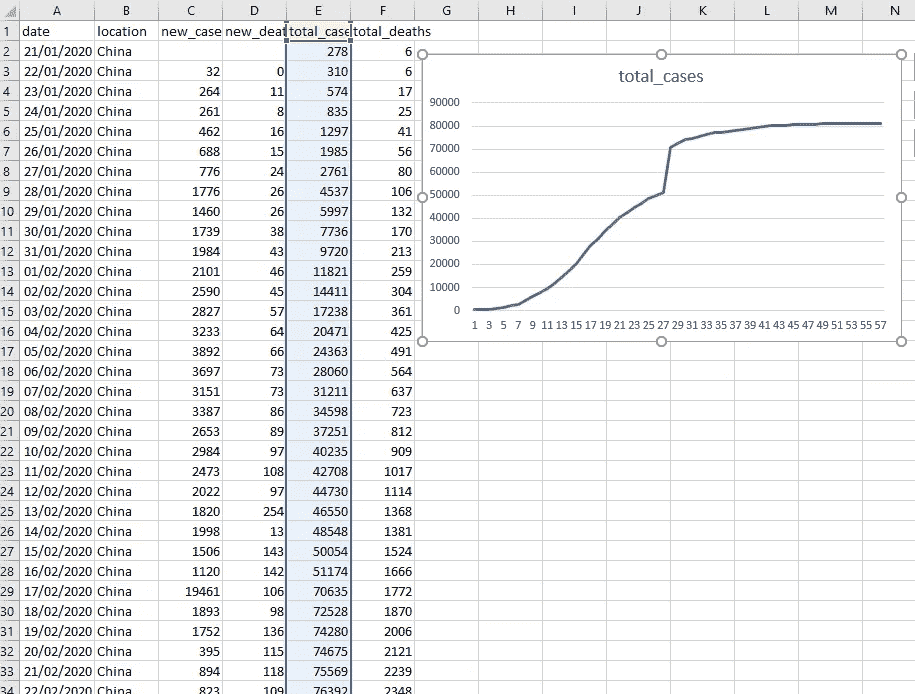 A B C D E F G H I J K L M N
1 date location new_case new_deat total_case total_deaths
2 21/01/2020 China 278 6
3 22/01/2020 China 32 0 310 6
4 23/01/2020 China 264 11 574 17
5 24/01/2020 China 261 8 835 25
6 25/01/2020 China 462 16 1297 41
7 26/01/2020 China 688 15 1985 56
8 27/01/2020 China 776 24 2761 80
9 28/01/2020 China 1776 26 4537 106
10 29/01/2020 China 1460 26 5997 132
11 30/01/2020 China 1739 38 7736 170
12 31/01/2020 China 1984 43 9720 213
13 01/02/2020 China 2101 46 11821 259
14 02/02/2020 China 2590 45 14411 304
15 03/02/2020 China 2827 57 17238 361
16 04/02/2020 China 3233 64 20471 425
17 05/02/2020 China 3892 66 24363 491
18 06/02/2020 China 3697 73 28060 564
19 07/02/2020 China 3151 73 31211 637
20 08/02/2020 China 3387 86 34598 723
21 09/02/2020 China 2653 89 37251 812
22 10/02/2020 China 2984 97 40235 909
23 11/02/2020 China 2473 108 42708 1017
24 12/02/2020 China 2022 97 44730 1114
25 13/02/2020 China 1820 254 46550 1368
26 14/02/2020 China 1998 13 48548 1381
27 15/02/2020 China 1506 143 50054 1524
28 16/02/2020 China 1120 142 51174 1666
29 17/02/2020 China 19461 106 70635 1772
30 18/02/2020 China 1893 98 72528 1870
31 19/02/2020 China 1752 136 74280 2006
32 20/02/2020 China 395 115 74675 2121
33 21/02/2020 China 894 118 75569 2239
34 22/02/2020 China 823 109 76392 2348
total_cases
90000
80000
70000
60000
50000
40000
30000
20000
10000
0
1 3 5 7 9 11 13 15 17 19 21 23 25 27 29 31 33 35 37 39 41 43 45 47 49 51 53 55 57